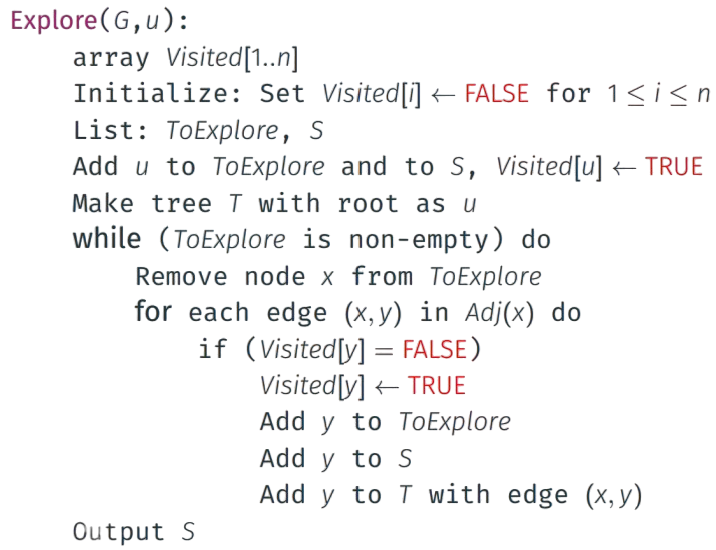 Explore(G,u):
array Visited[1..n]
Initialize: Set Visited[i] ← FALSE for 1 ≤ i ≤ n
List: ToExplore, S
Add u to ToExplore and to S, Visited[u] ← TRUE
Make tree T with root as u
while (ToExplore is non-empty) do
Remove node x from ToExplore
for each edge (x,y) in Adj(x) do
if (Visited[y] = FALSE)
Visited[y] ← TRUE
Add y to ToExplore
Add y to S
Add y to T with edge (x,y)
Output S